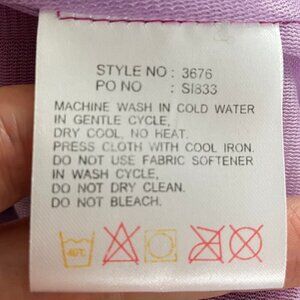 STYLE NO : 3676
PO NO : SI833
MACHINE WASH IN COLD WATER
IN GENTLE CYCLE,
DRY COOL, NO HEAT.
PRESS CLOTH WITH COOL IRON.
DO NOT USE FABRIC SOFTENER
IN WASH CYCLE,
DO NOT DRY CLEAN.
DO NOT BLEACH.
40°C